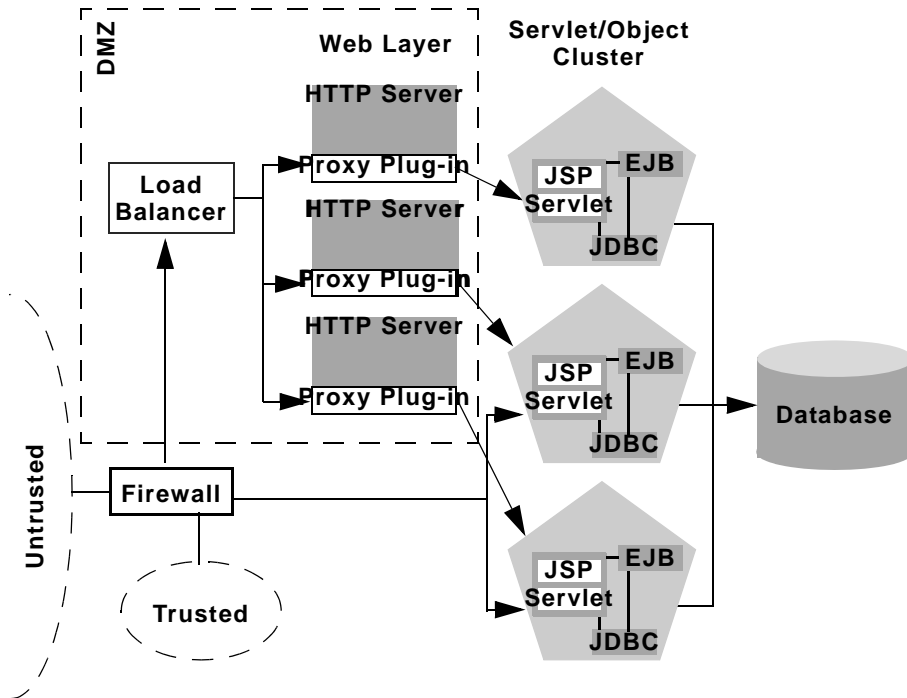 DMZ
Web Layer
Servlet/Object
Cluster
HTTP Server
Proxy Plug-in
Load
Balancer
HTTP Server
Proxy Plug-in
HTTP Server
Proxy Plug-in
JSP
Servlet
EJB
JDBC
JSP
Servlet
EJB
JDBC
JSP
Servlet
EJB
JDBC
Database
Untrusted
Firewall
Trusted